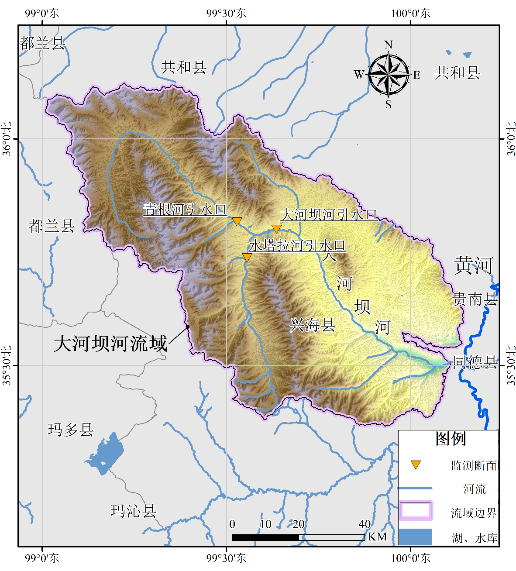 99°0'东
99°30'东
100°0'东
都兰县
共和县
共和县
N
W
E
S
36°0'北
36°0'北
青根河引水口
大河坝河引水口
都兰县
水塔拉河引水口
大
河
坝
河
黄河
贵南县
兴海县
大河坝河流域
同德县
35°30'北
35°30'北
玛多县
玛沁县
图例
监测断面
河流
流域边界
湖、水库
0
10
20
40
KM
99°0'东
99°30'东
100°0'东